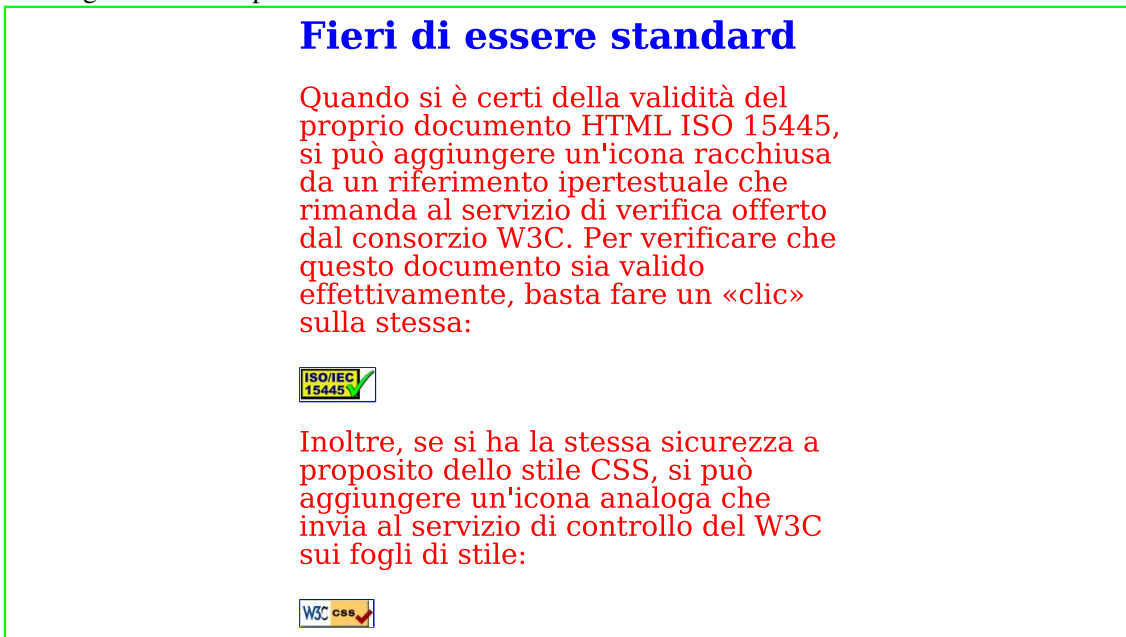 Fieri di essere standard
Quando si è certi della validità del
proprio documento HTML ISO 15445,
si può aggiungere un'icona racchiusa
da un riferimento ipertestuale che
rimanda al servizio di verifica offerto
dal consorzio W3C. Per verificare che
questo documento sia valido
effettivamente, basta fare un «clic»
sulla stessa:
ISO/IEC
15445
Inoltre, se si ha la stessa sicurezza a
proposito dello stile CSS, si può
aggiungere un'icona analoga che
invia al servizio di controllo del W3C
sui fogli di stile:
W3C css